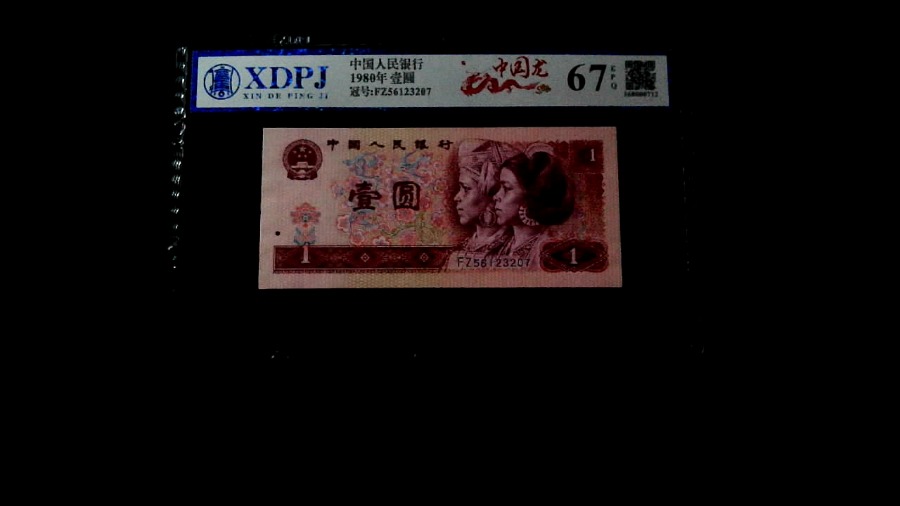 XDPJ
XIN DE PING JI
中国人民银行
1980年 壹圆
冠号:FZ56123207
中国龙
67
EPQ
中国人民银行
1
壹圆
1
FZ56123207
1